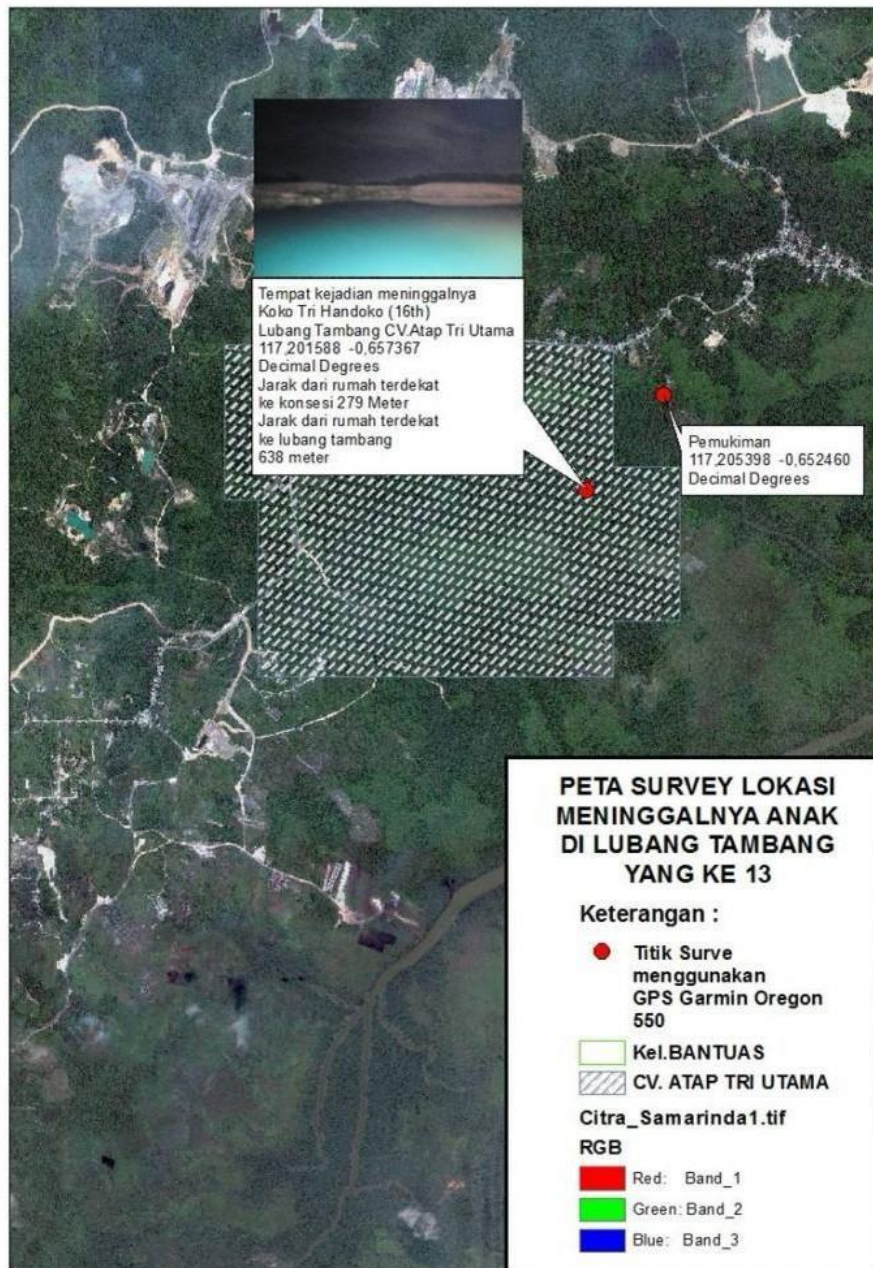 Tempat kejadian meninggalnya
Koko Tri Handoko (16th)
Lubang Tambang CV.Atap Tri Utama
117,201588 -0,657367
Decimal Degrees
Jarak dari rumah terdekat
ke konsesi 279 Meter
Jarak dari rumah terdekat
ke lubang tambang
638 meter
Pemukiman
117,205398 -0,652460
Decimal Degrees
PETA SURVEY LOKASI
MENINGGALNYA ANAK
DI LUBANG TAMBANG
YANG KE 13
Keterangan :
Titik Surve
menggunakan
GPS Garmin Oregon
550
Kel.BANTUAS
CV. ATAP TRI UTAMA
Citra_Samarinda1.tif
RGB
Red: Band_1
Green: Band_2
Blue: Band_3